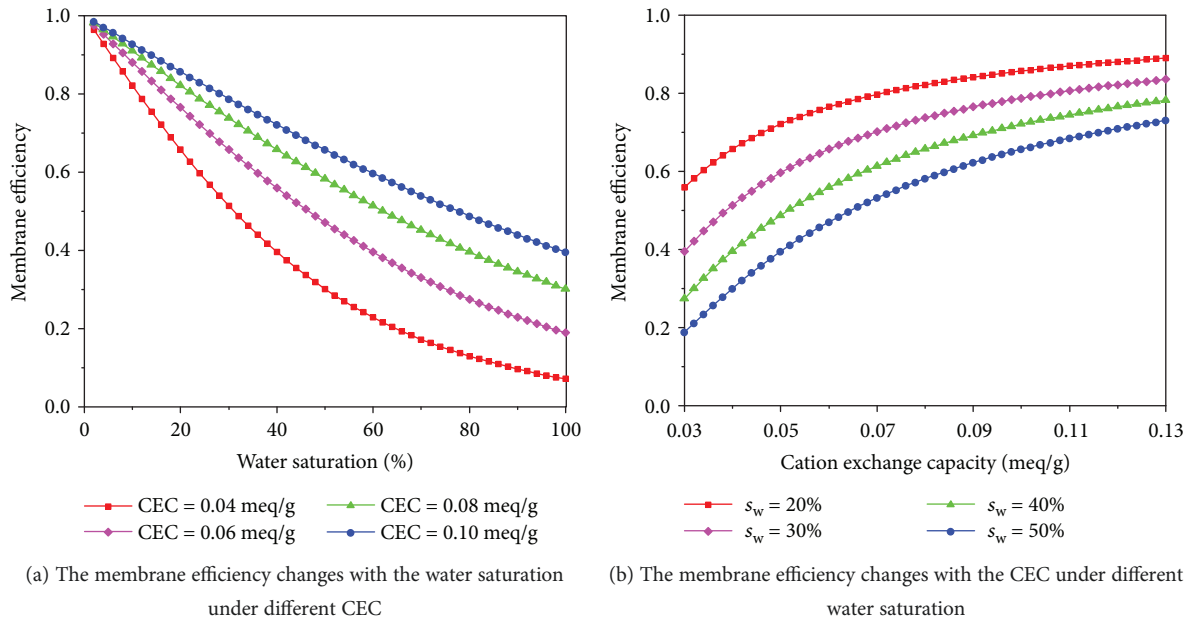 1.0
0.8
0.6
0.4
0.2
0.0
Membrane efficiency
0 20 40 60 80 100
Water saturation (%)
CEC = 0.04 meq/g CEC = 0.08 meq/g
CEC = 0.06 meq/g CEC = 0.10 meq/g
(a) The membrane efficiency changes with the water saturation
under different CEC
1.0
0.8
0.6
0.4
0.2
0.0
Membrane efficiency
0.03 0.05 0.07 0.09 0.11 0.13
Cation exchange capacity (meq/g)
sw = 20% sw = 40%
sw = 30% sw = 50%
(b) The membrane efficiency changes with the CEC under different
water saturation